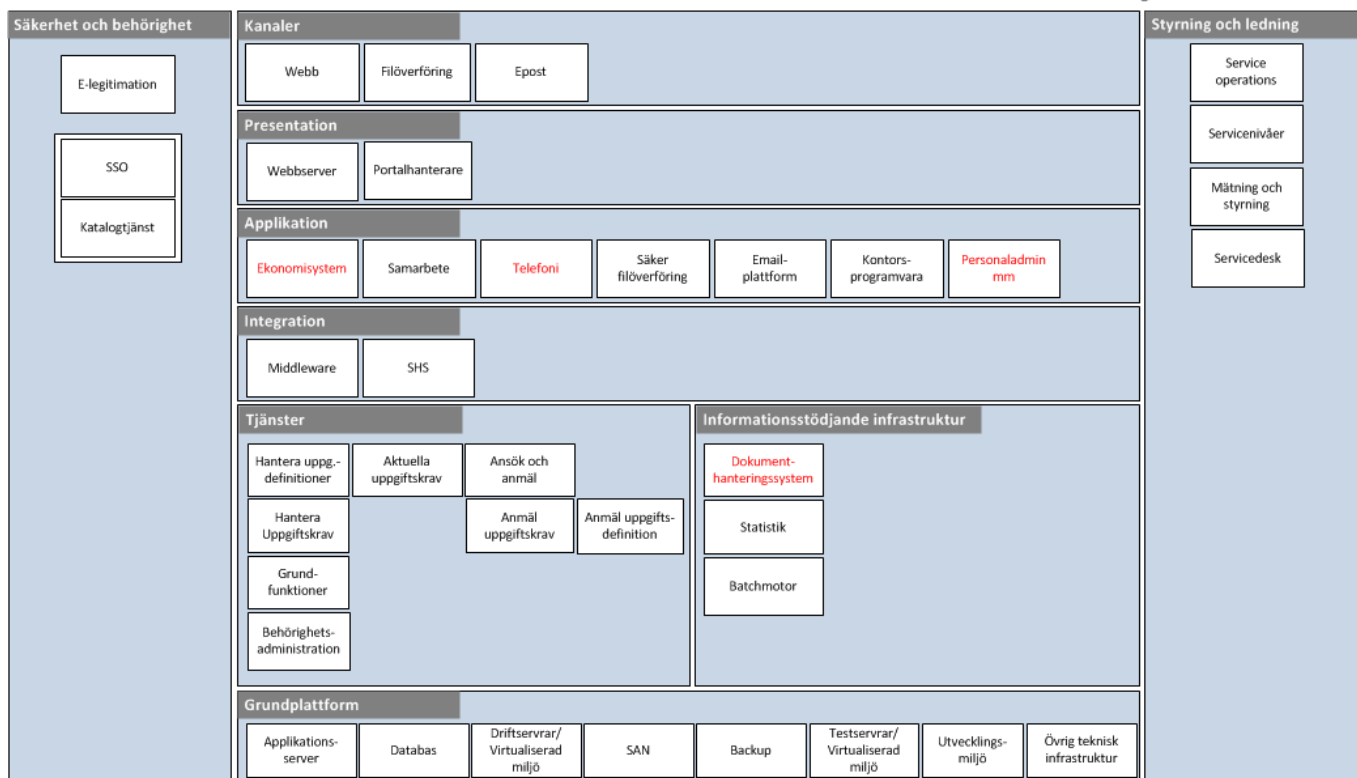 Säkerhet och behörighet
E-legitimation
SSO
Katalogtjänst
Kanaler
Webb
Filöverföring
Epost
Presentation
Webbserver
Portalhanterare
Applikation
Ekonomisystem
Samarbete
Telefoni
Säker
filöverföring
Email-
plattform
Kontors-
programvara
Personaladmin
mm
Integration
Middleware
SHS
Tjänster
Hantera uppg.-
definitioner
Aktuella
uppgiftskrav
Ansök och
anmäl
Hantera
Uppgiftskrav
Anmäl
uppgiftskrav
Anmäl uppgifts-
definition
Grund-
funktioner
Behörighets-
administration
Informationsstödjande infrastruktur
Dokument-
hanteringssystem
Statistik
Batchmotor
Grundplattform
Applikations-
server
Databas
Driftservrar/
Virtualiserad
miljö
SAN
Backup
Testservrar/
Virtualiserad
miljö
Utvecklings-
miljö
Övrig teknisk
infrastruktur
Styrning och ledning
Service
operations
Servicenivåer
Mätning och
styrning
Servicedesk